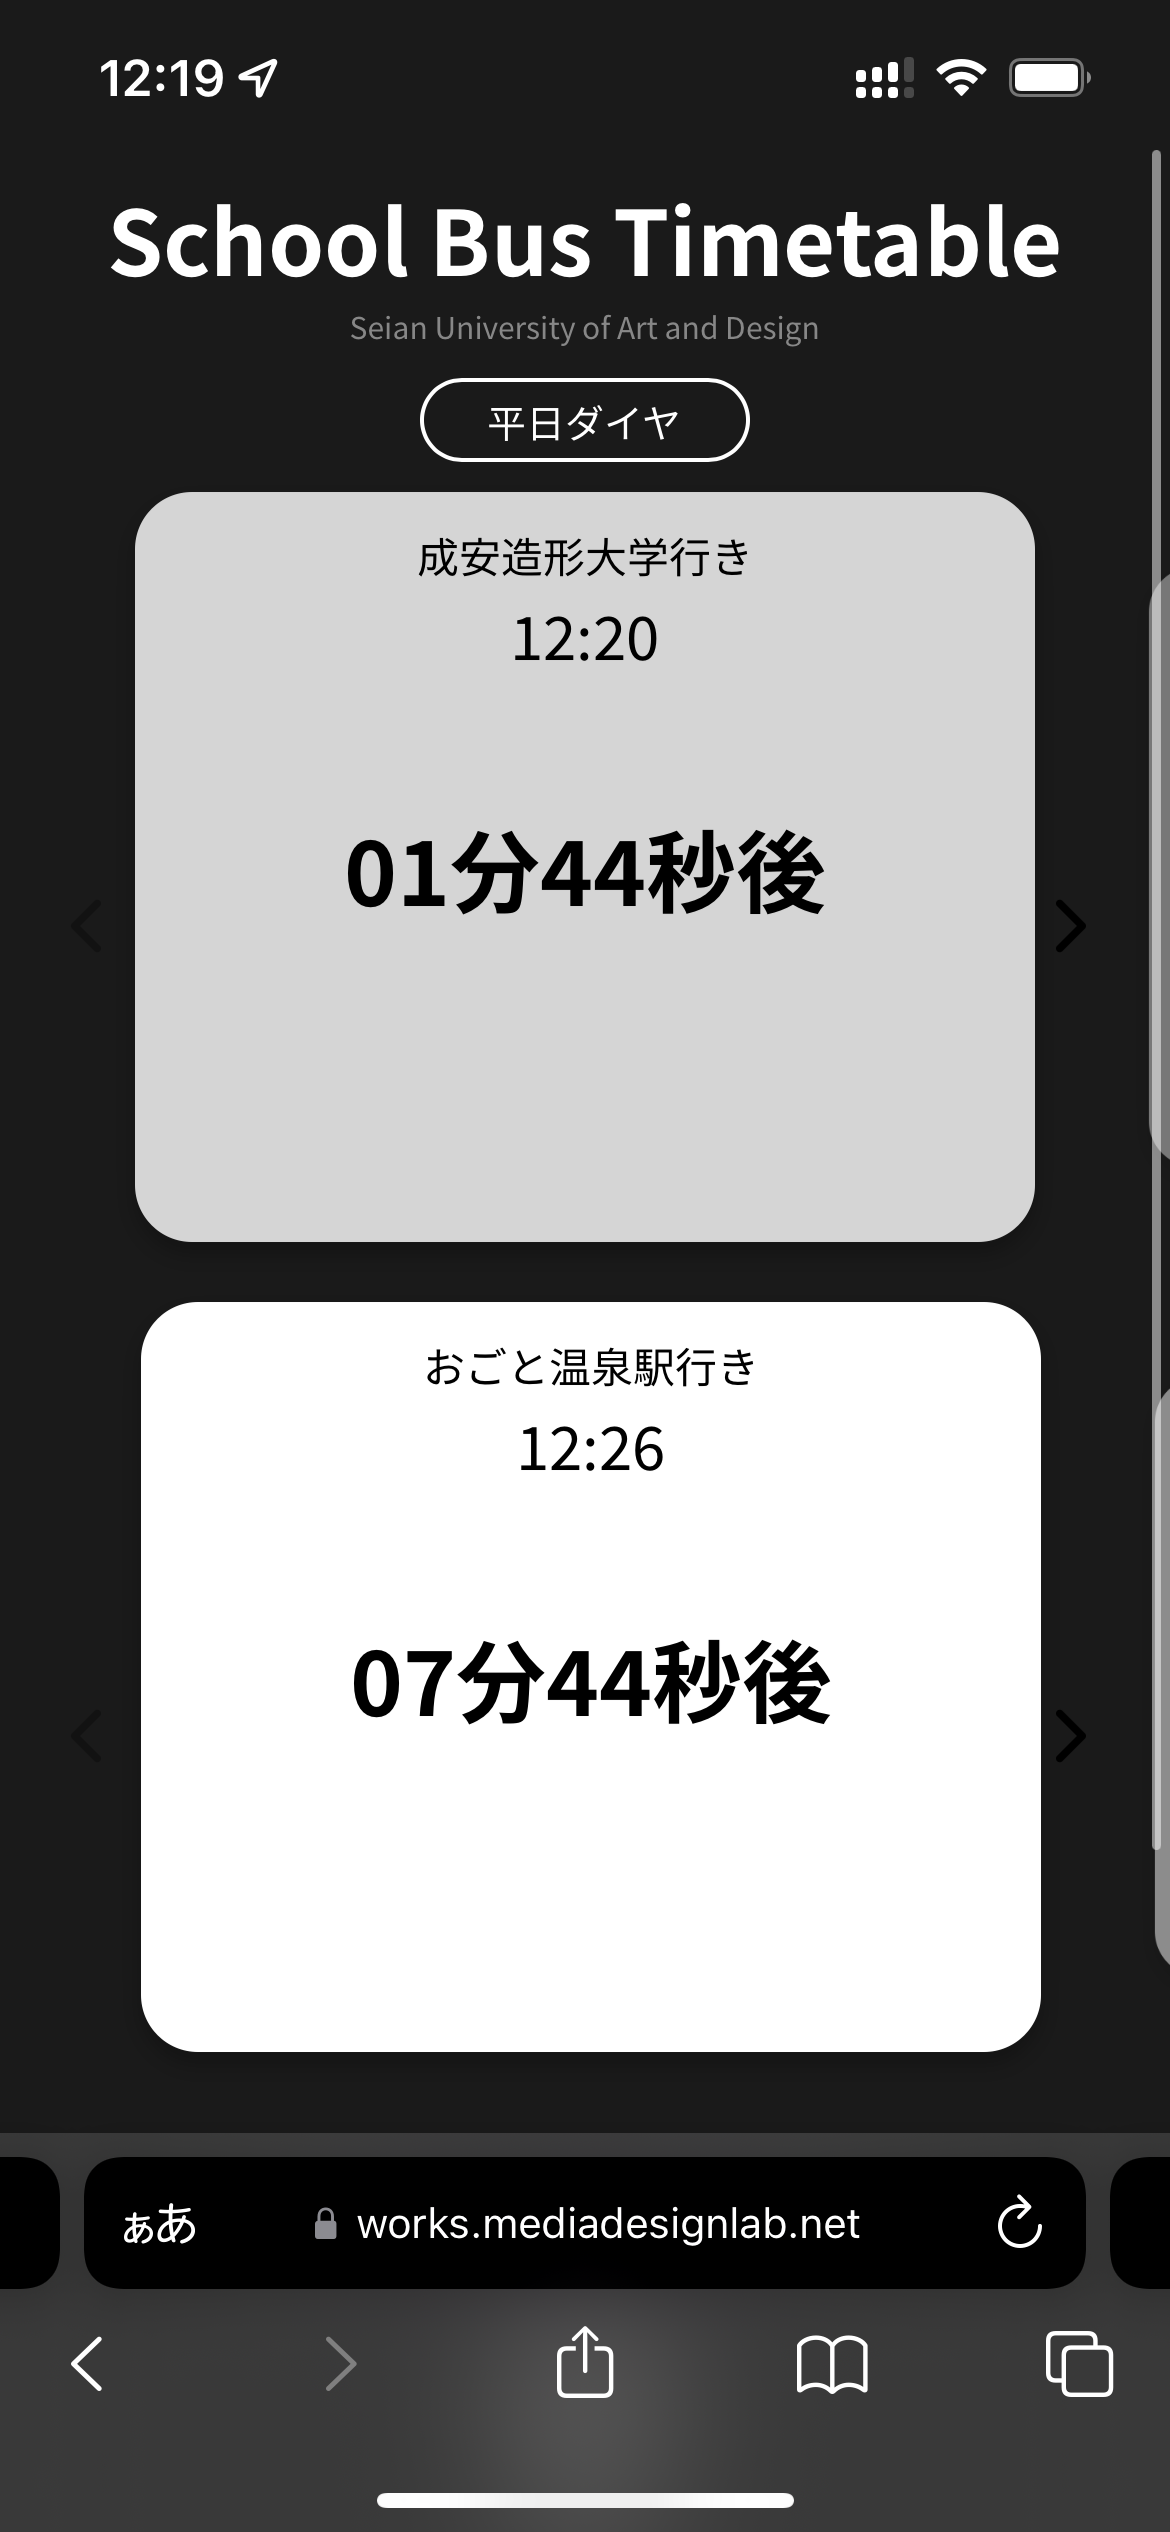 12:19
School Bus Timetable
Seian University of Art and Design
平日ダイヤ
成安造形大学行き
12:20
01分44秒後
おごと温泉駅行き
12:26
07分44秒後
ぁあ works.mediadesignlab.net